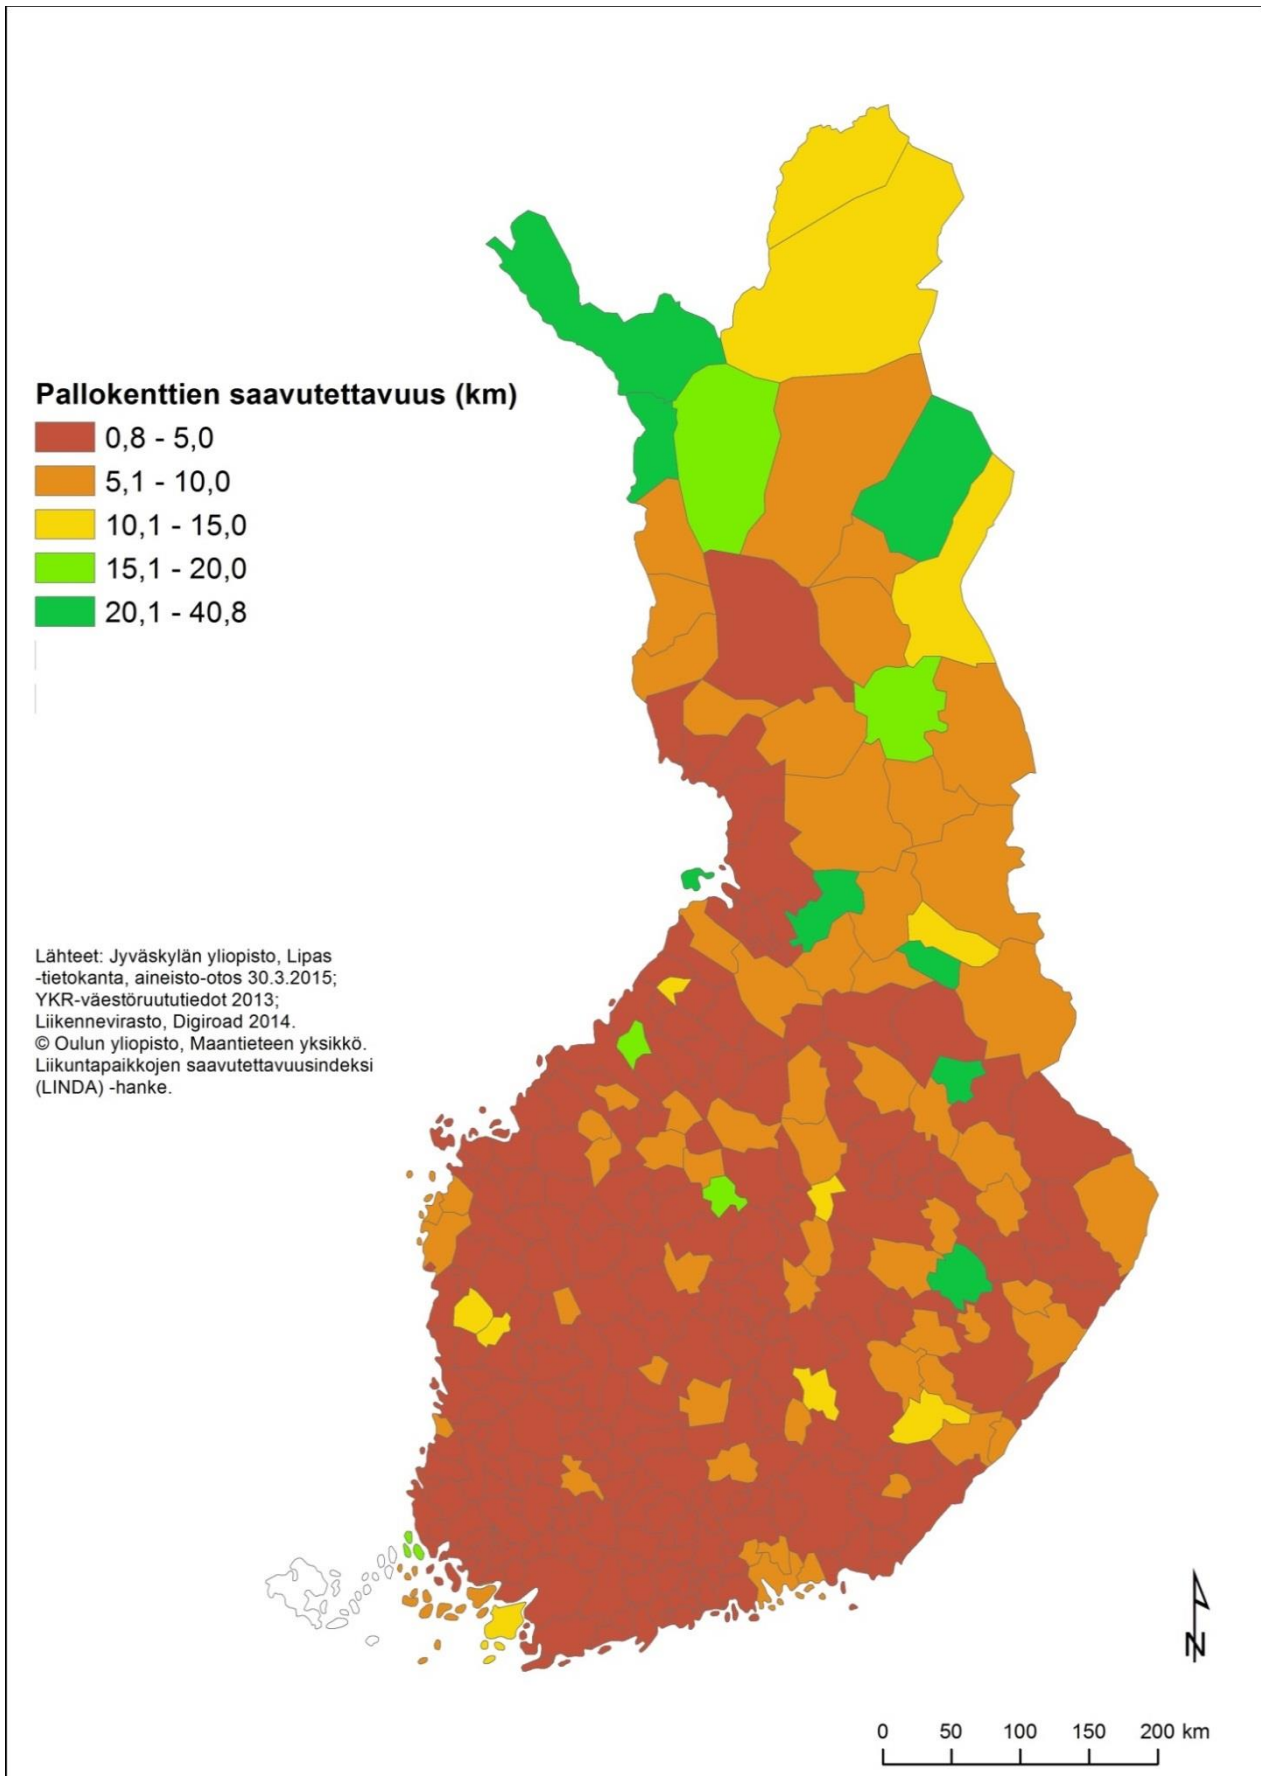 Pallokenttien saavutettavuus (km)
0,8 - 5,0
5,1 - 10,0
10,1 - 15,0
15,1 - 20,0
20,1 - 40,8
Lähteet: Jyväskylän yliopisto, Lipas
-tietokanta, aineisto-otos 30.3.2015;
YKR-väestöruututiedot 2013;
Liikennevirasto, Digiroad 2014.
© Oulun yliopisto, Maantieteen yksikkö.
Liikuntapaikkojen saavutettavuusindeksi
(LINDA) -hanke.
N
0 50 100 150 200 km